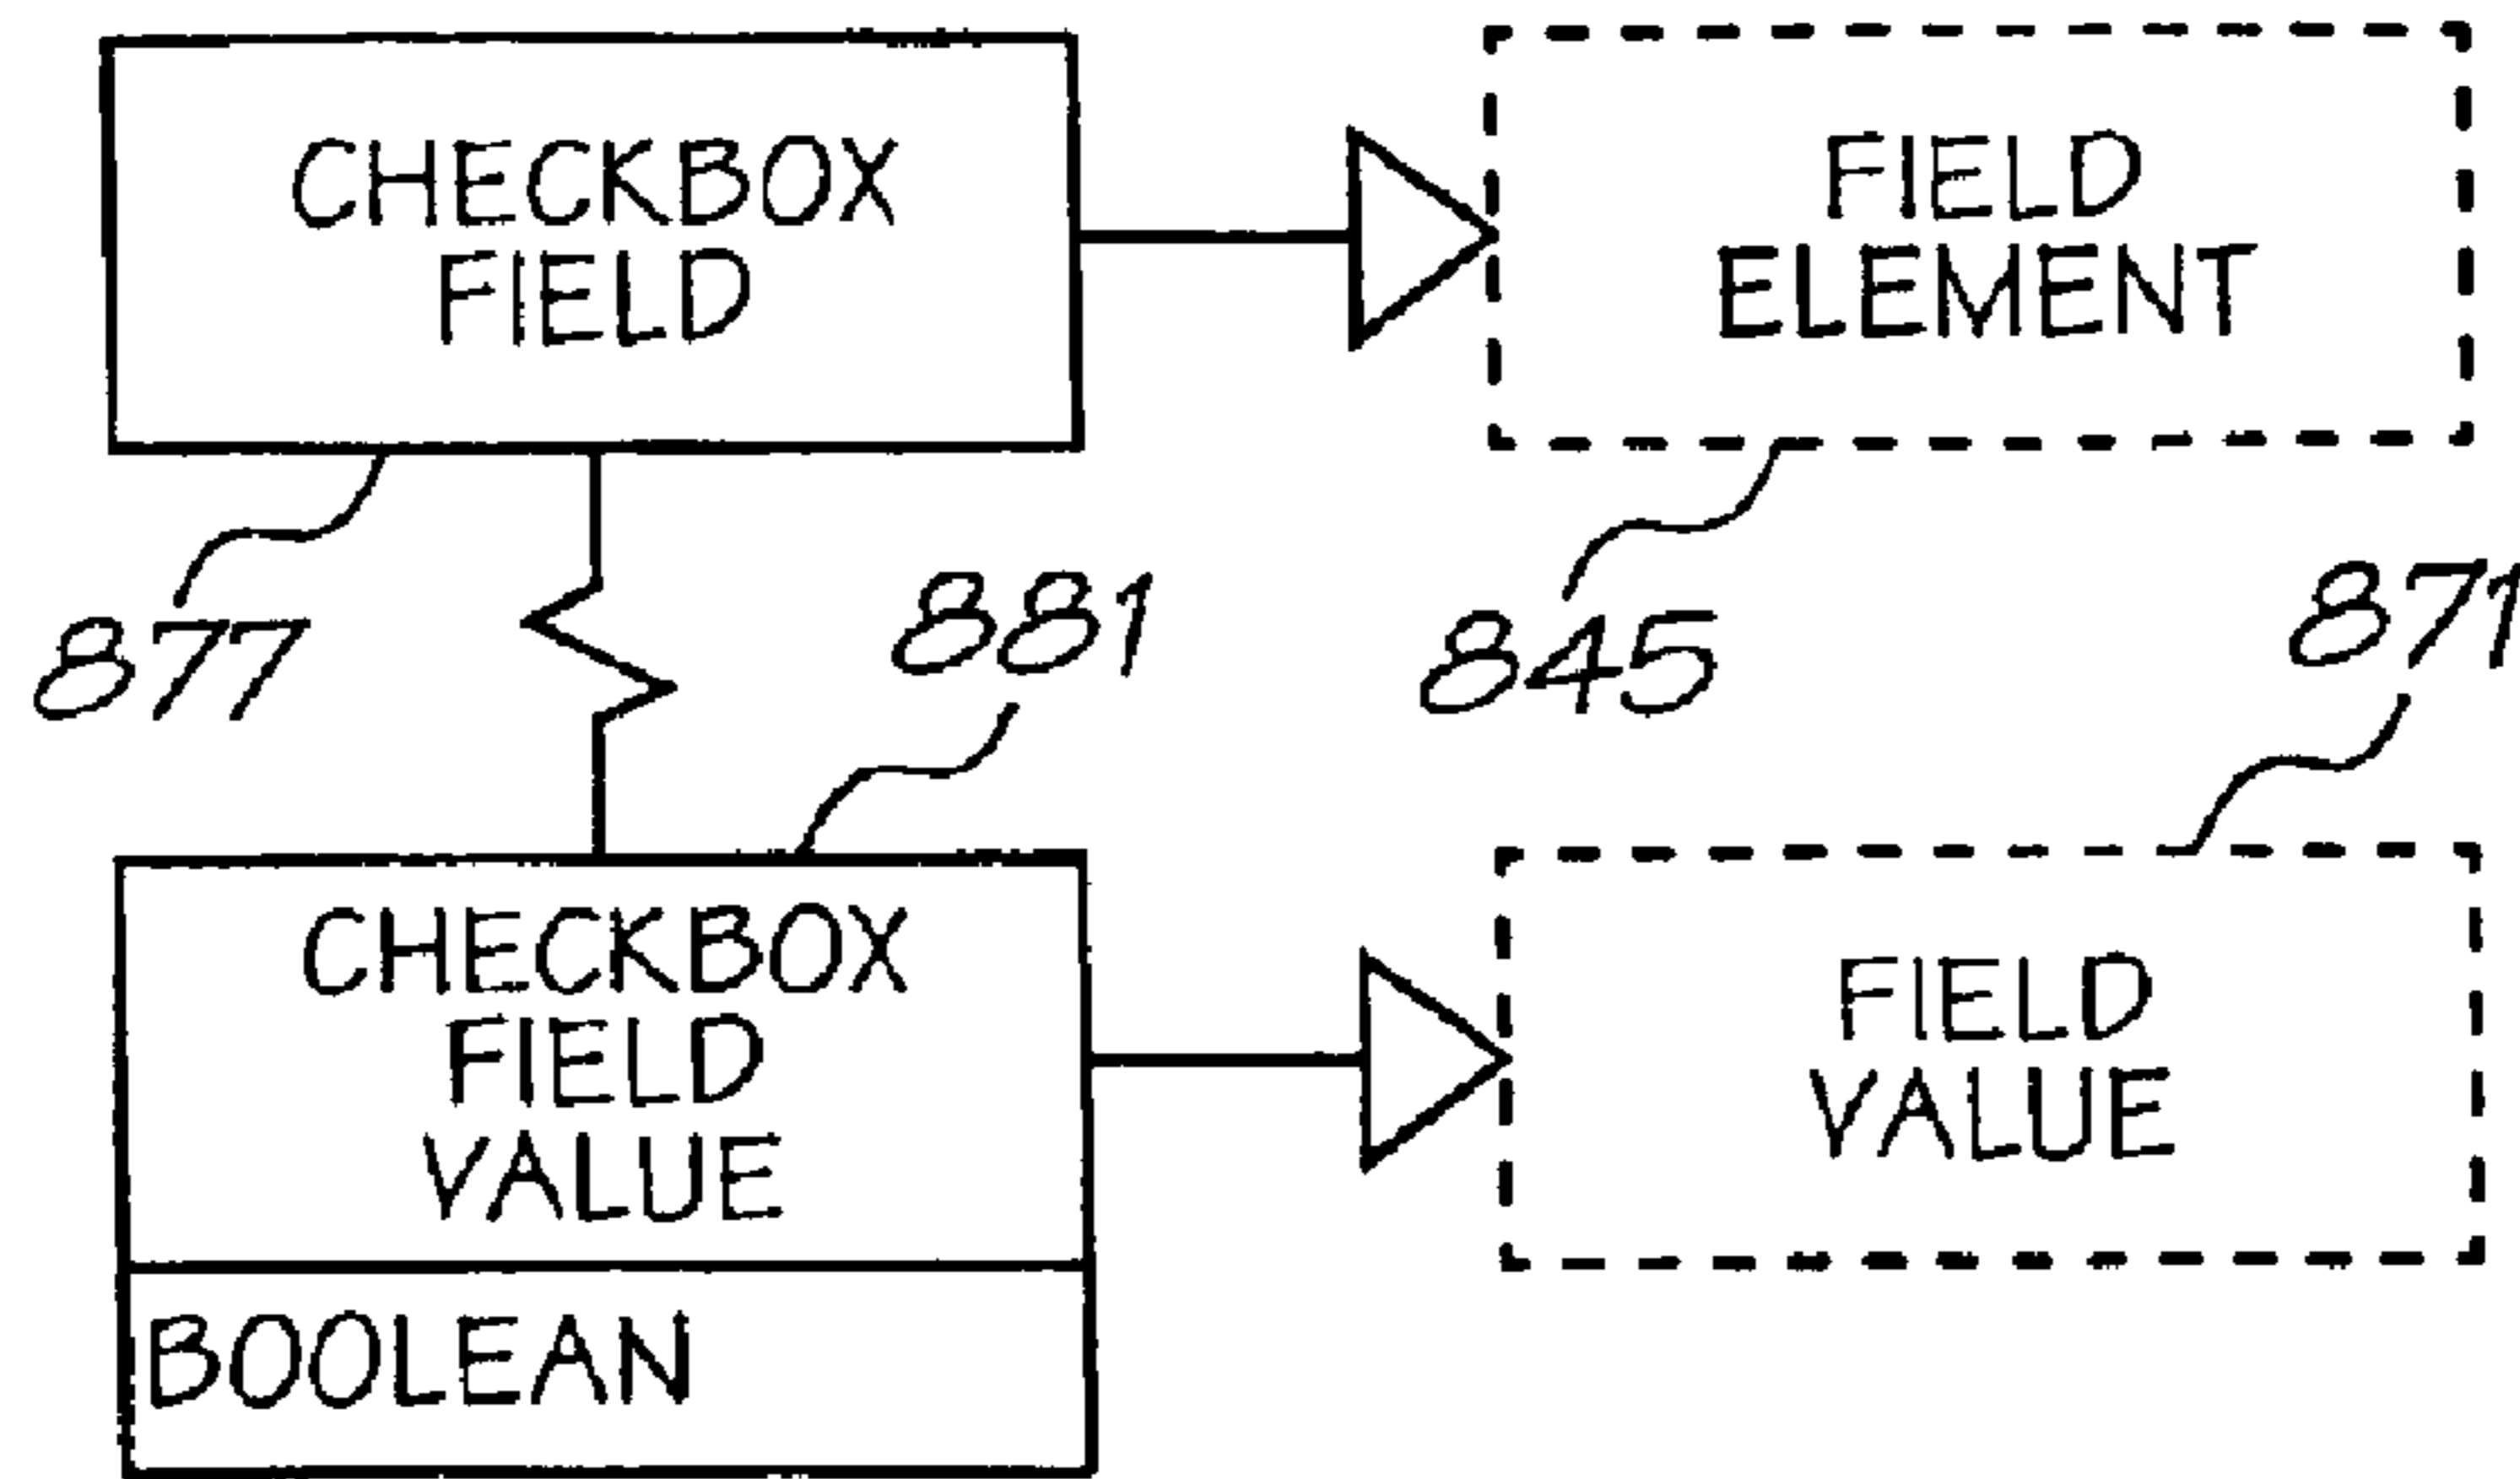 CHECKBOX
FIELD
FIELD
ELEMENT
877
881
845
871
CHECKBOX
FIELD
VALUE
BOOLEAN
FIELD
VALUE